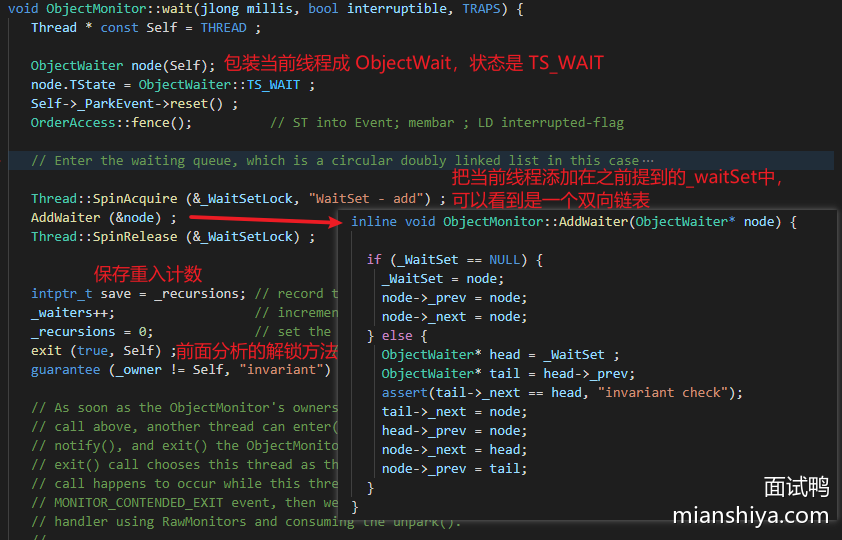 void ObjectMonitor::wait(jlong millis, bool interruptible, TRAPS) {
Thread * const Self = THREAD ;
ObjectWaiter node(Self); 包装当前线程成 ObjectWait，状态是 TS_WAIT
node.TState = ObjectWaiter::TS_WAIT ;
Self->_ParkEvent->reset() ;
OrderAccess::fence(); // ST into Event; membar ; LD interrupted-flag
// Enter the waiting queue, which is a circular doubly linked list in this case…
把当前线程添加在之前提到的_waitSet中，
Thread::SpinAcquire (&_WaitSetLock, "WaitSet - add") ; 可以看到是一个双向链表
AddWaiter (&node) ;
Thread::SpinRelease (&_WaitSetLock) ;
保存重入计数
intptr_t save = _recursions; // record t
_waiters++; // incremen
_recursions = 0; // set the
exit (true, Self) ; 前面分析的解锁方法
guarantee (_owner != Self, "invariant")
// As soon as the ObjectMonitor's owners
// call above, another thread can enter(
// notify(), and exit() the ObjectMonito
// exit() call chooses this thread as th
// call happens to occur while this thre
// MONITOR_CONTENDED_EXIT event, then we
// handler using RawMonitors and consuming the unpark().
//
inline void ObjectMonitor::AddWaiter(ObjectWaiter* node) {
if (_WaitSet == NULL) {
_WaitSet = node;
node->_prev = node;
node->_next = node;
} else {
ObjectWaiter* head = _WaitSet ;
ObjectWaiter* tail = head->_prev;
assert(tail->_next == head, "invariant check");
tail->_next = node;
head->_prev = node;
node->_next = head;
node->_prev = tail;
}
}
面试鸭
mianshiya.com